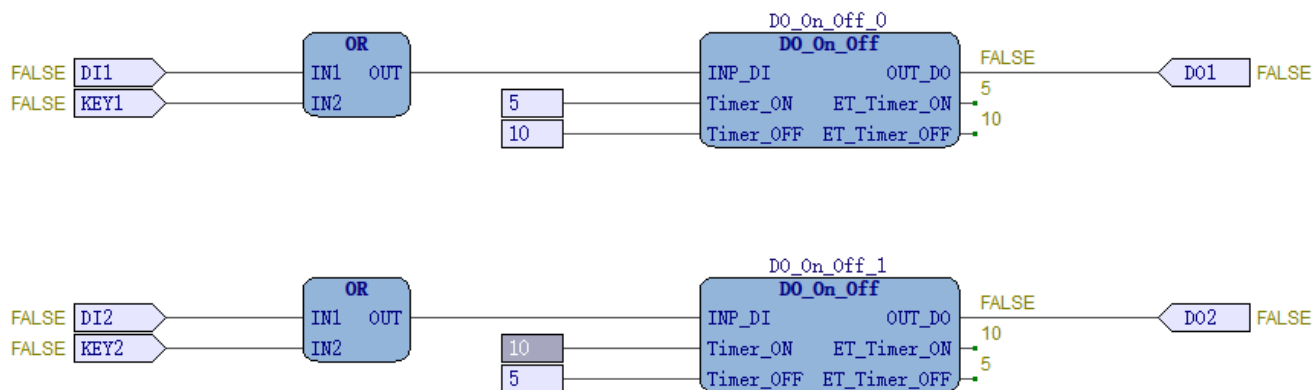 DO_On_Off_0
OR DO_On_Off
FALSE
FALSE DI1 IN1 OUT INP_DI OUT_DO DO1 FALSE
5
FALSE KEY1 IN2 5 Timer_ON ET_Timer_ON
10
10 Timer_OFF ET_Timer_OFF
DO_On_Off_1
OR DO_On_Off
FALSE
FALSE DI2 IN1 OUT INP_DI OUT_DO DO2 FALSE
10
FALSE KEY2 IN2 10 Timer_ON ET_Timer_ON
5
5 Timer_OFF ET_Timer_OFF